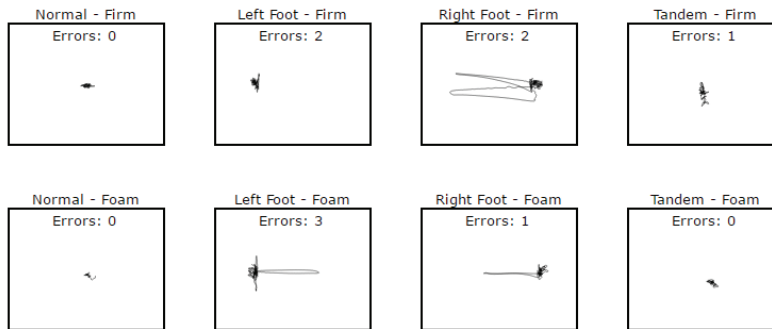 Normal - Firm
Errors: 0
Left Foot - Firm
Errors: 2
Right Foot - Firm
Errors: 2
Tandem - Firm
Errors: 1
Normal - Foam
Errors: 0
Left Foot - Foam
Errors: 3
Right Foot - Foam
Errors: 1
Tandem - Foam
Errors: 0